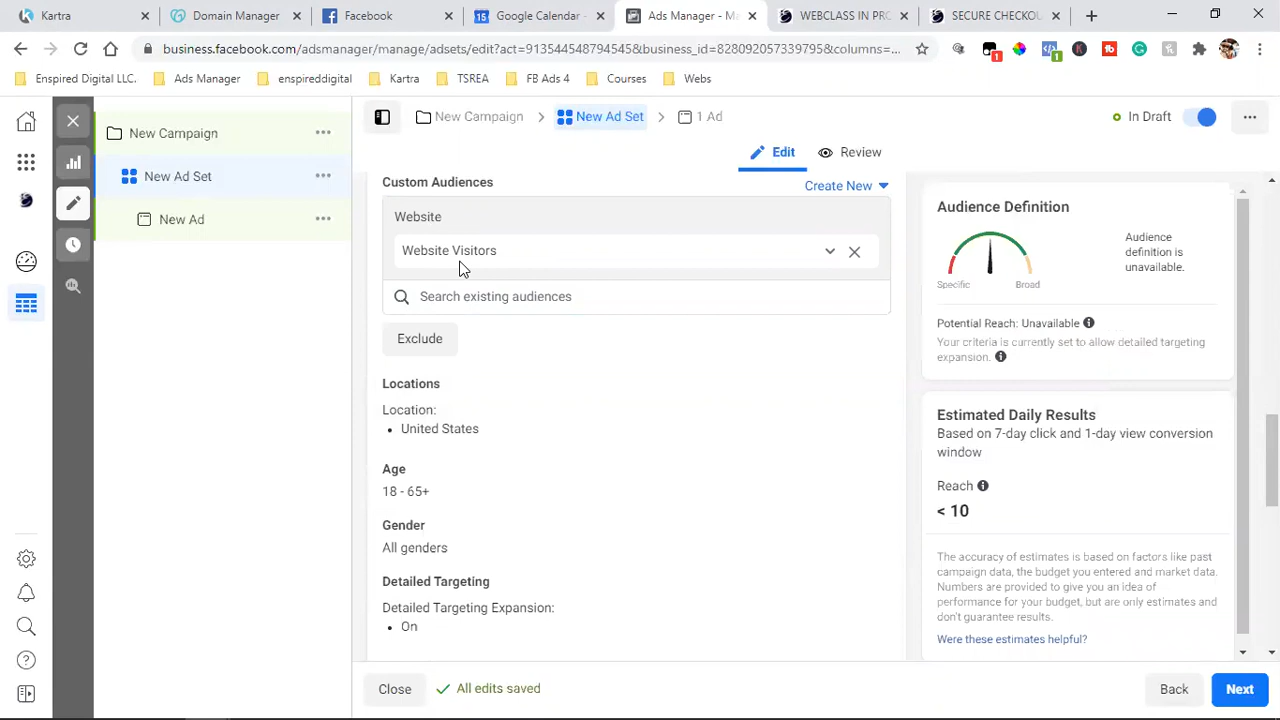 Kartra
Domain Manager
Facebook
Google Calendar -
Ads Manager - M
WEBCLASS IN PRO
SECURE CHECKOU
business.facebook.com/adsmanager/manage/adsets/edit?act=913544548794545&business_id=828092057339795&columns=...
1
1
Enspired Digital LLC.
Ads Manager
enspireddigital
Kartra
TSREA
FB Ads 4
Courses
Webs
New Campaign
New Ad Set
New Ad
New Campaign
New Ad Set
1 Ad
In Draft
Edit
Review
Custom Audiences
Create New
Website
Website Visitors
Search existing audiences
Exclude
Locations
Location:
United States
Age
18 - 65+
Gender
All genders
Detailed Targeting
Detailed Targeting Expansion:
On
Audience Definition
Specific
Broad
Audience
definition is
unavailable.
Potential Reach: Unavailable
Your criteria is currently set to allow detailed targeting
expansion.
Estimated Daily Results
Based on 7-day click and 1-day view conversion
window
Reach
< 10
The accuracy of estimates is based on factors like past
campaign data, the budget you entered and market data.
Numbers are provided to give you an idea of
performance for your budget, but are only estimates and
don't guarantee results.
Were these estimates helpful?
Close
All edits saved
Back
Next